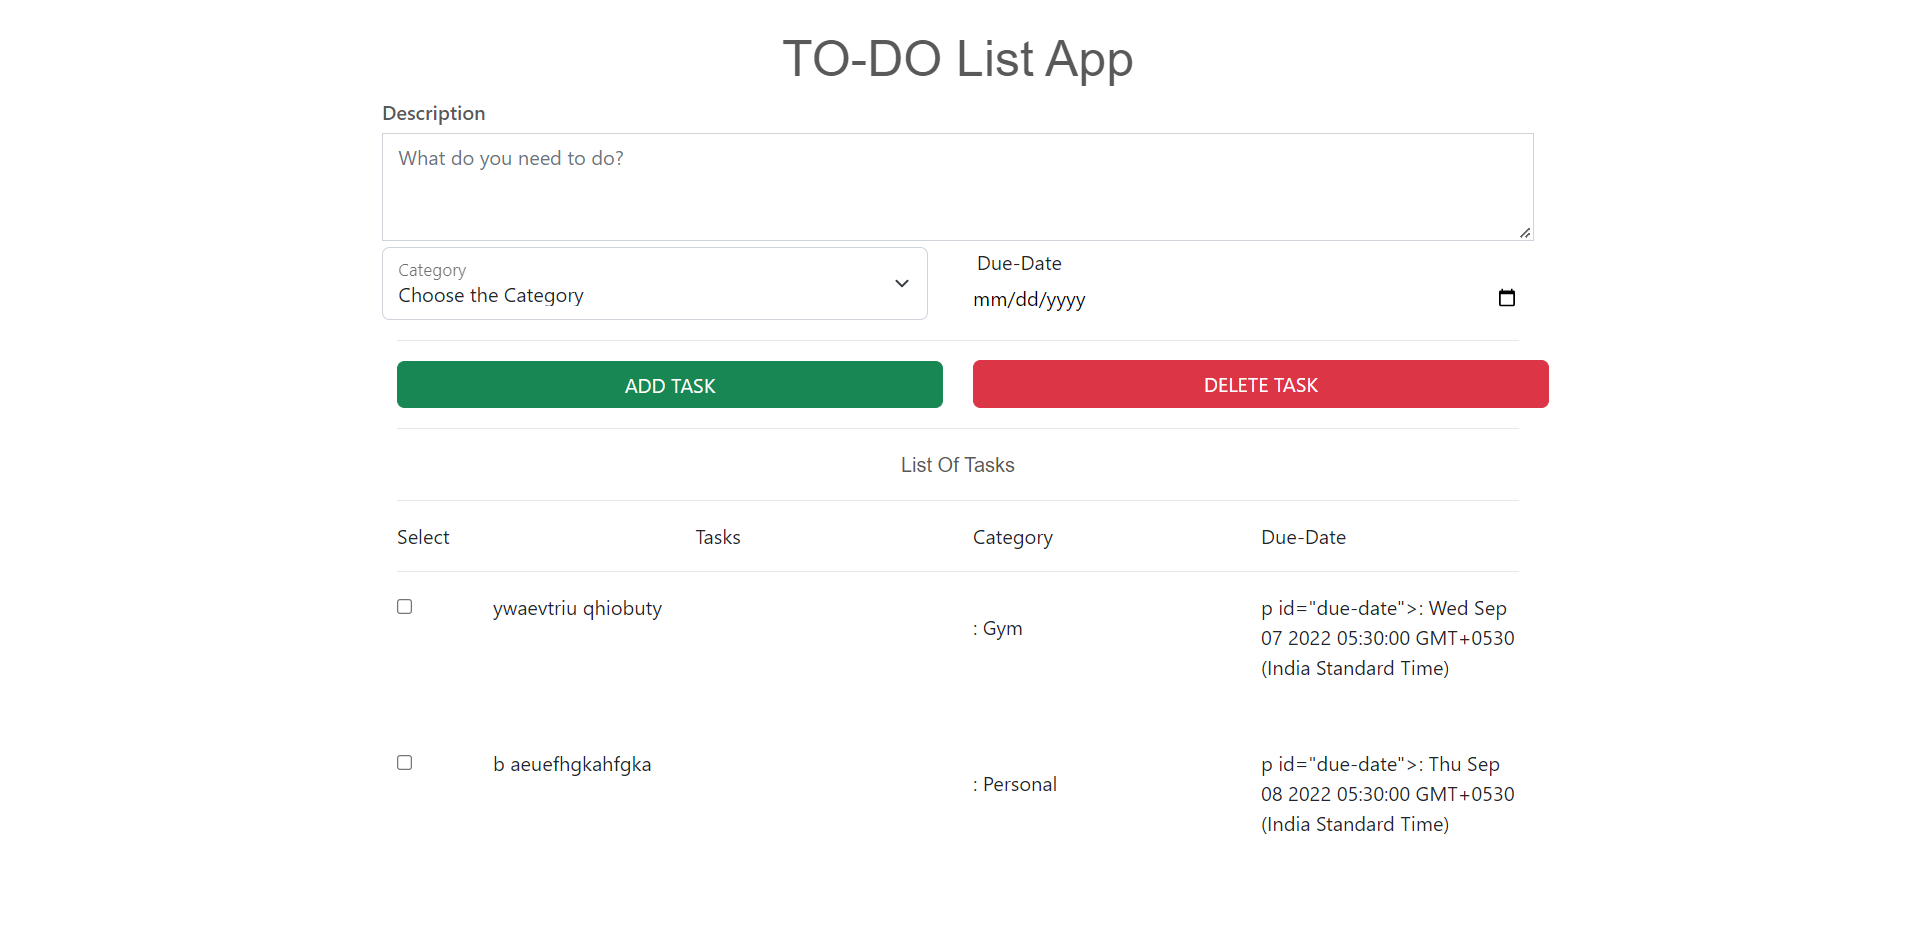 TO-DO List App
Description
What do you need to do?
Category
Choose the Category
Due-Date
mm/dd/yyyy
ADD TASK
DELETE TASK
List Of Tasks
Select
Tasks
Category
Due-Date
ywaevtriu qhiobuty
: Gym
p id="due-date">: Wed Sep
07 2022 05:30:00 GMT+0530
(India Standard Time)
b aeuefhgkahfgka
: Personal
p id="due-date">: Thu Sep
08 2022 05:30:00 GMT+0530
(India Standard Time)